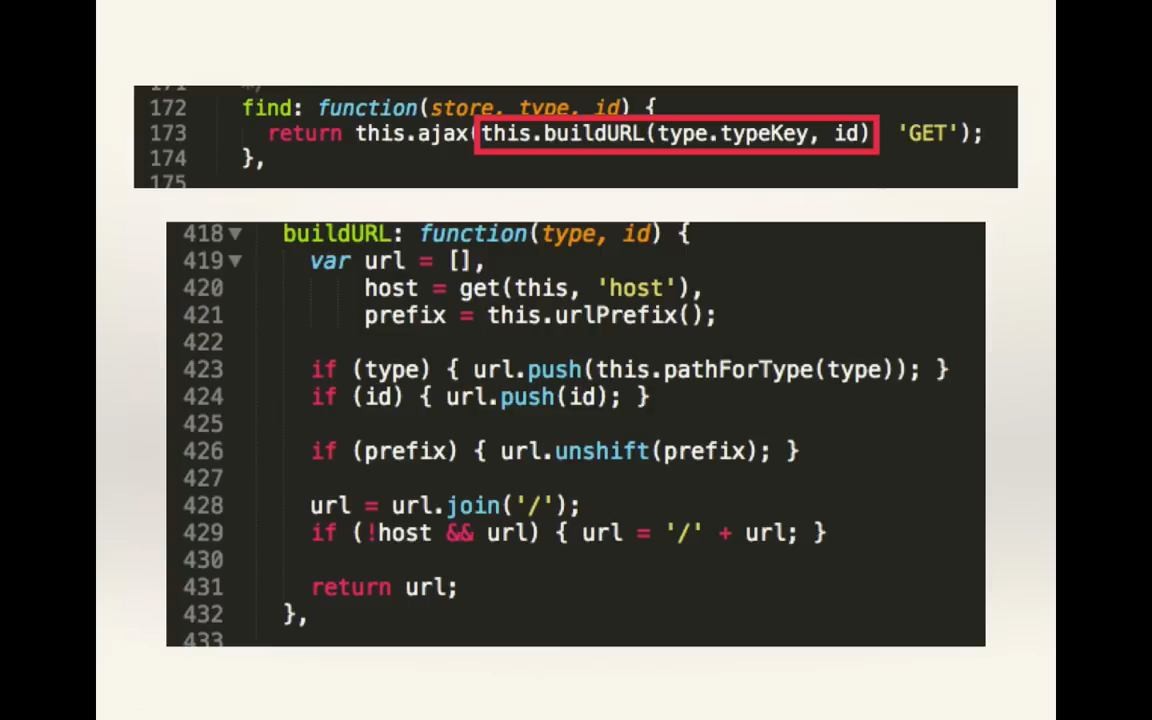 172 find: function(store, type, id) {
173 return this.ajax(this.buildURL(type.typeKey, id) 'GET');
174 },
175
418 buildURL: function(type, id) {
419 var url = [],
420 host = get(this, 'host'),
421 prefix = this.urlPrefix();
422
423 if (type) { url.push(this.pathForType(type)); }
424 if (id) { url.push(id); }
425
426 if (prefix) { url.unshift(prefix); }
427
428 url = url.join('/');
429 if (!host && url) { url = '/' + url; }
430
431 return url;
432 },
433